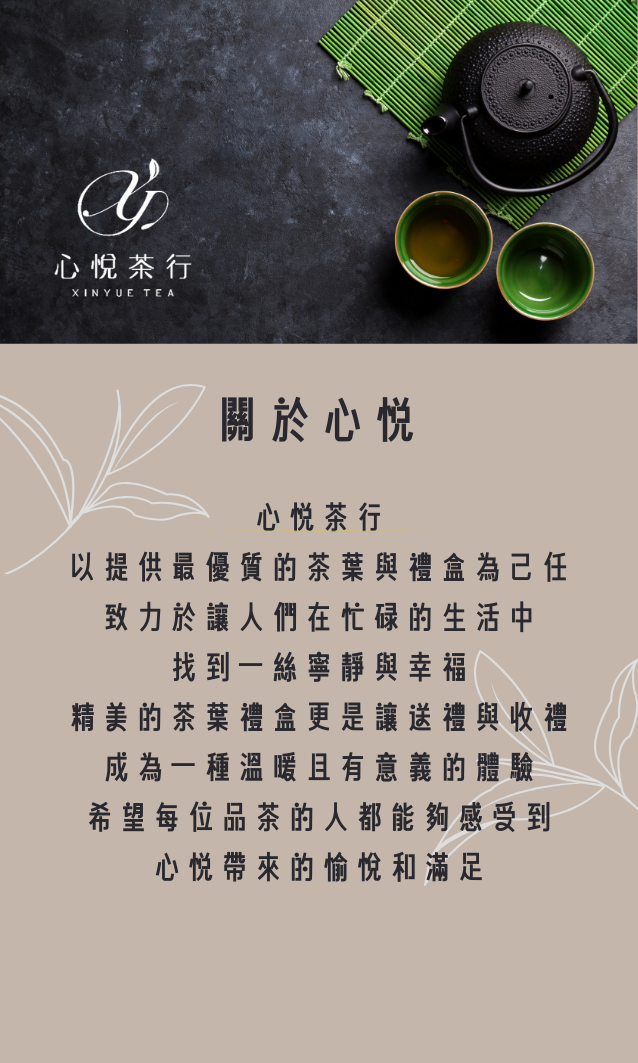 心悅茶行
XINYUE TEA
關於心悅
心悅茶行
以提供最優質的茶葉與禮盒為己任
致力於讓人們在忙碌的生活中
找到一絲寧靜與幸福
精美的茶葉禮盒更是讓送禮與收禮
成為一種溫暖且有意義的體驗
希望每位品茶的人都能夠感受到
心悅帶來的愉悅和滿足